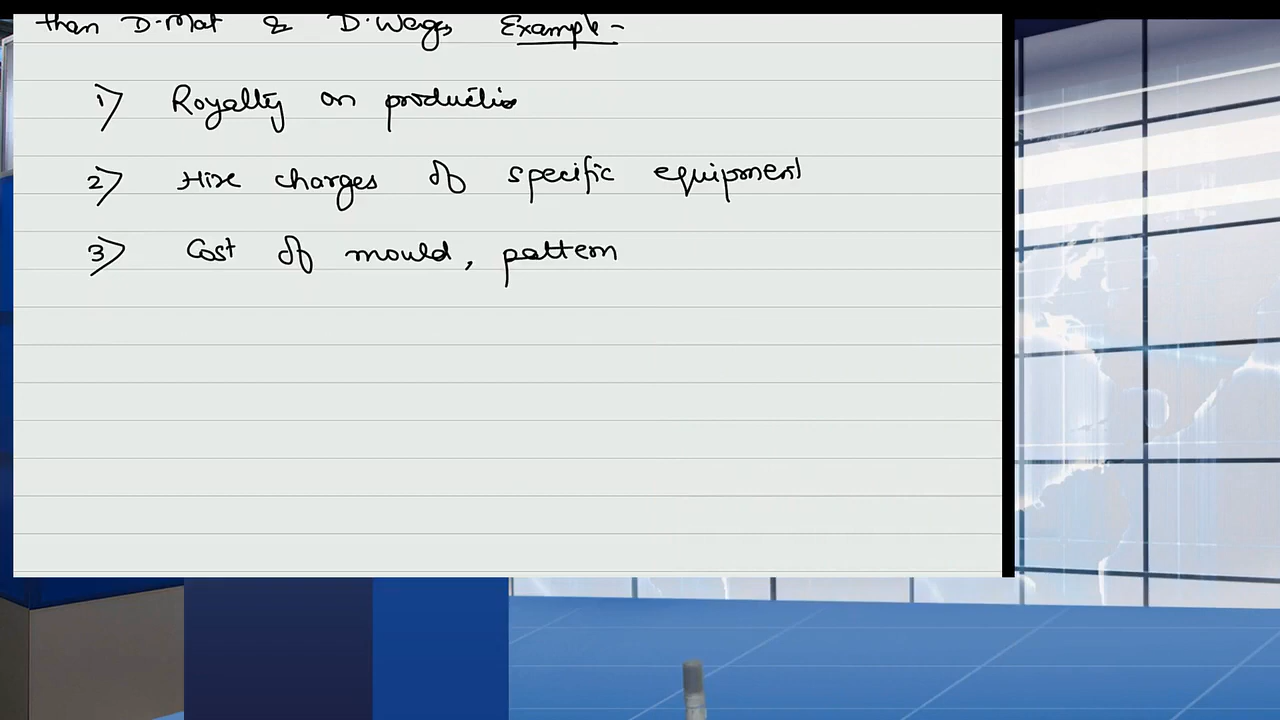 than D.Mat & D.Wages Example -
1) Royalty on production
2) Hire charges of specific equipment
3) Cost of mould, pattern